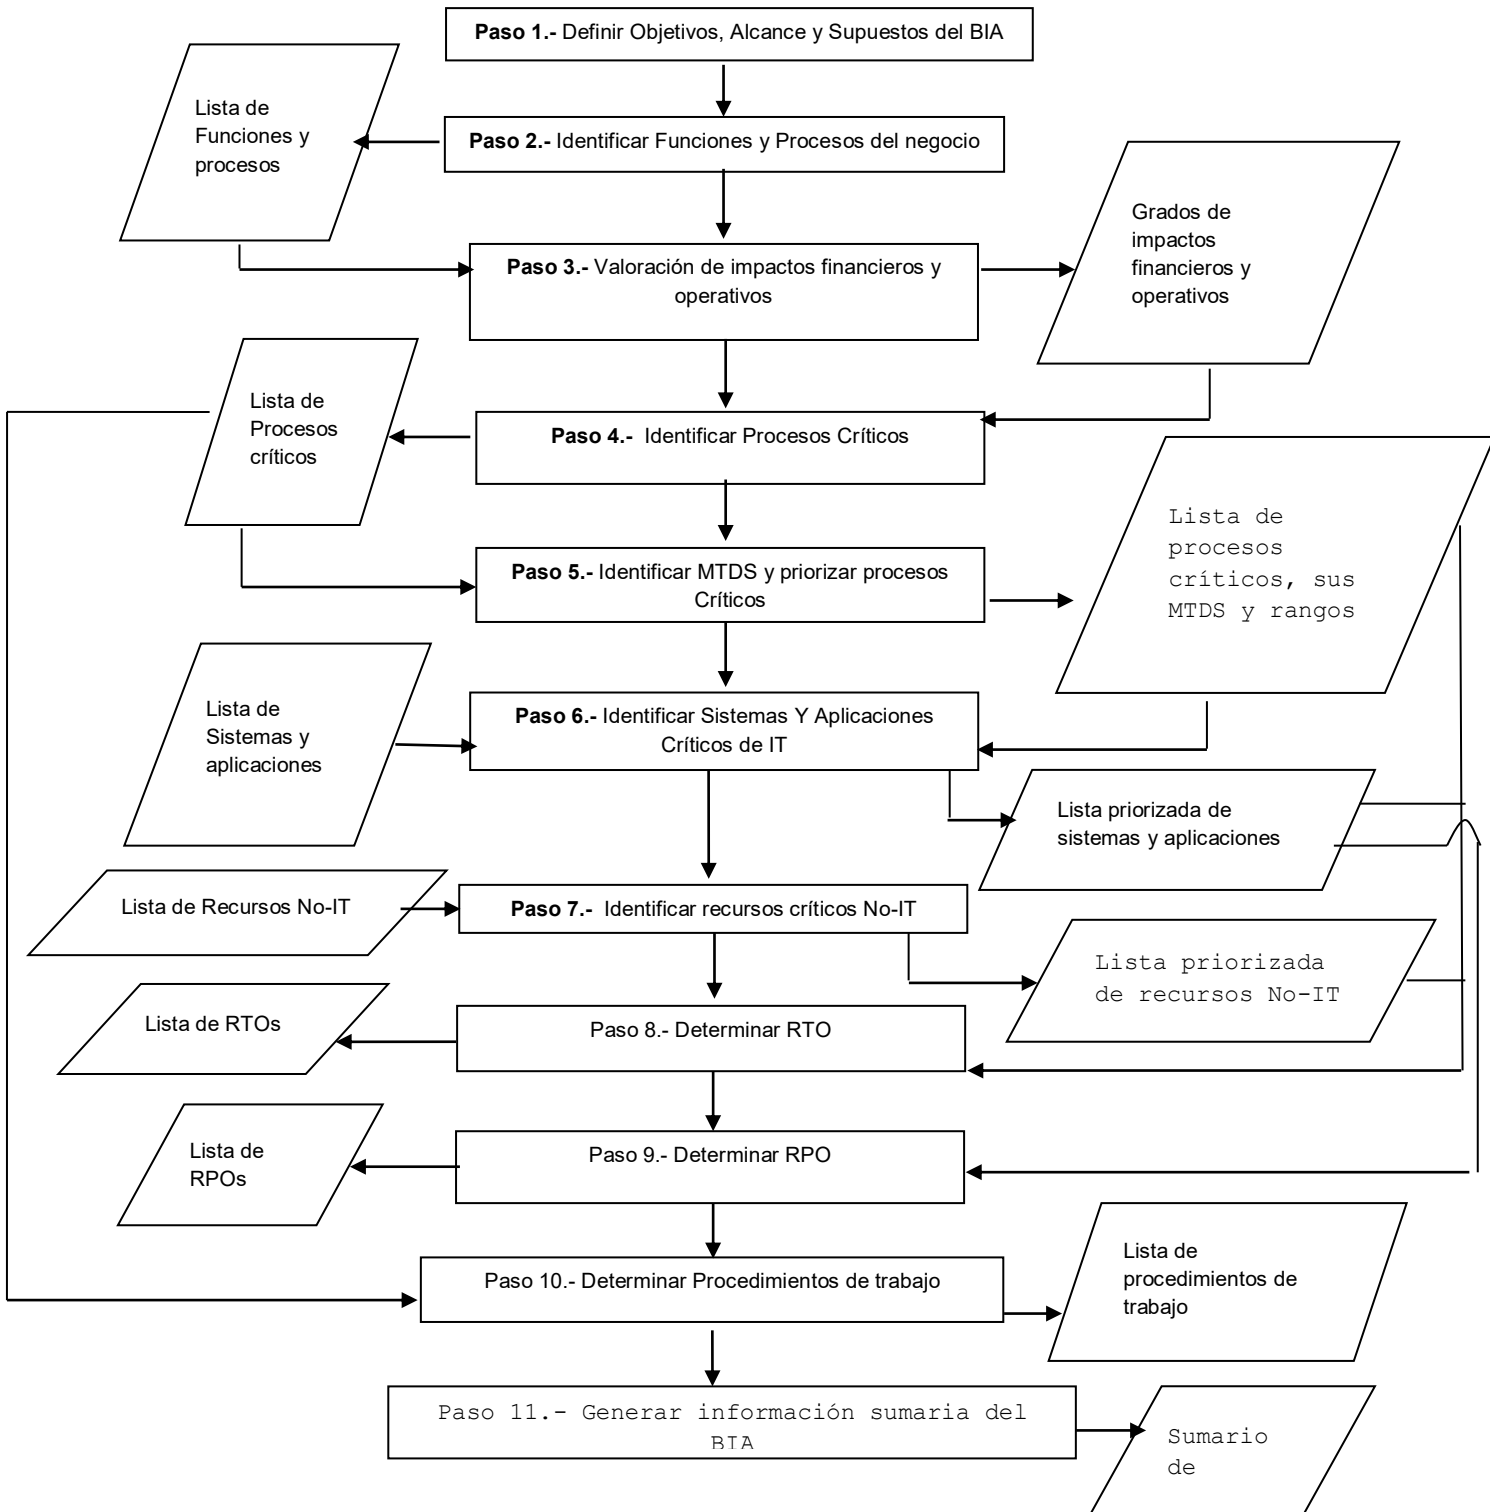 Paso 1.- Definir Objetivos, Alcance y Supuestos del BIA
Lista de
Funciones y
procesos
Paso 2.- Identificar Funciones y Procesos del negocio
Grados de
impactos
financieros y
operativos
Paso 3.- Valoración de impactos financieros y
operativos
Lista de
Procesos
críticos
Paso 4.- Identificar Procesos Críticos
Lista de
procesos
críticos, sus
MTDS y rangos
Paso 5.- Identificar MTDS y priorizar procesos
Críticos
Lista de
Sistemas y
aplicaciones
Paso 6.- Identificar Sistemas Y Aplicaciones
Críticos de IT
Lista priorizada de
sistemas y aplicaciones
Lista de Recursos No-IT
Paso 7.- Identificar recursos críticos No-IT
Lista priorizada
de recursos No-IT
Lista de RTOs
Paso 8.- Determinar RTO
Lista de
RPOs
Paso 9.- Determinar RPO
Paso 10.- Determinar Procedimientos de trabajo
Lista de
procedimientos de
trabajo
Paso 11.- Generar información sumaria del
BIA
Sumario
de